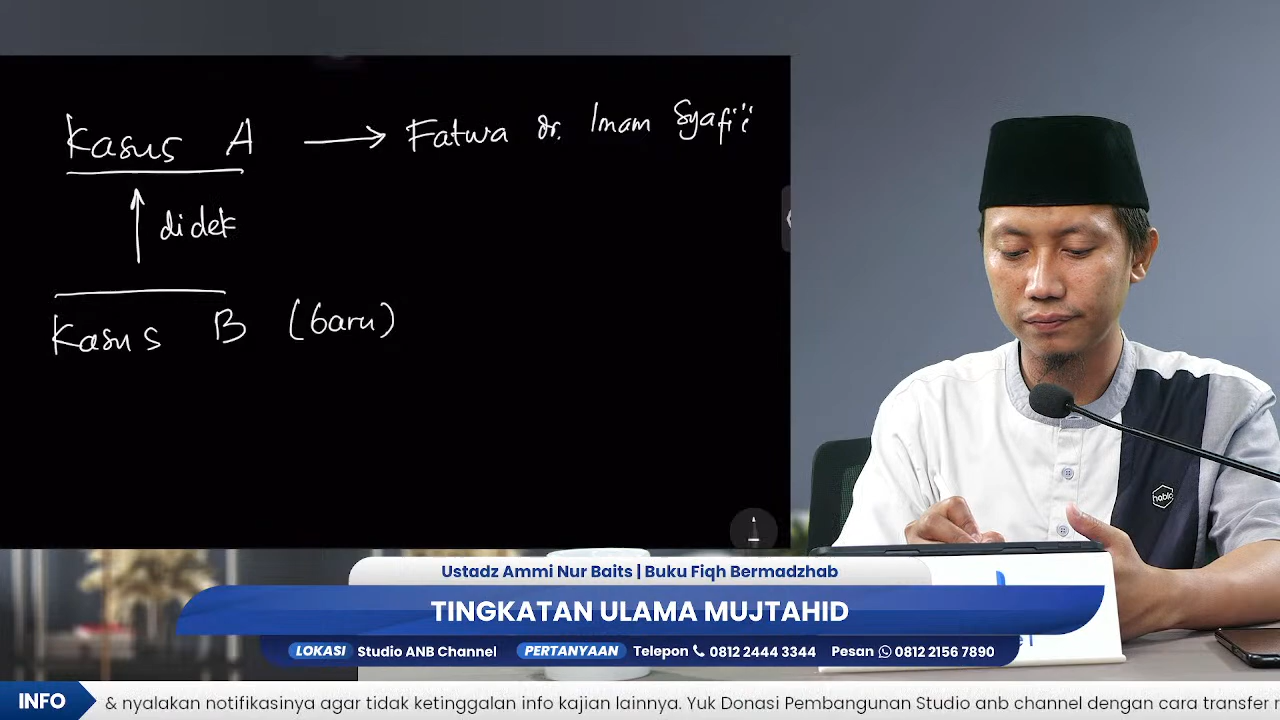 Kasus A → Fatwa dr. Imam Syafi'i
didek
Kasus B (baru)
nablc
Ustadz Ammi Nur Baits | Buku Fiqh Bermadzhab
TINGKATAN ULAMA MUJTAHID
LOKASI Studio ANB Channel PERTANYAAN Telepon 0812 2444 3344 Pesan 0812 2156 7890
INFO & nyalakan notifikasinya agar tidak ketinggalan info kajian lainnya. Yuk Donasi Pembangunan Studio anb channel dengan cara transfer